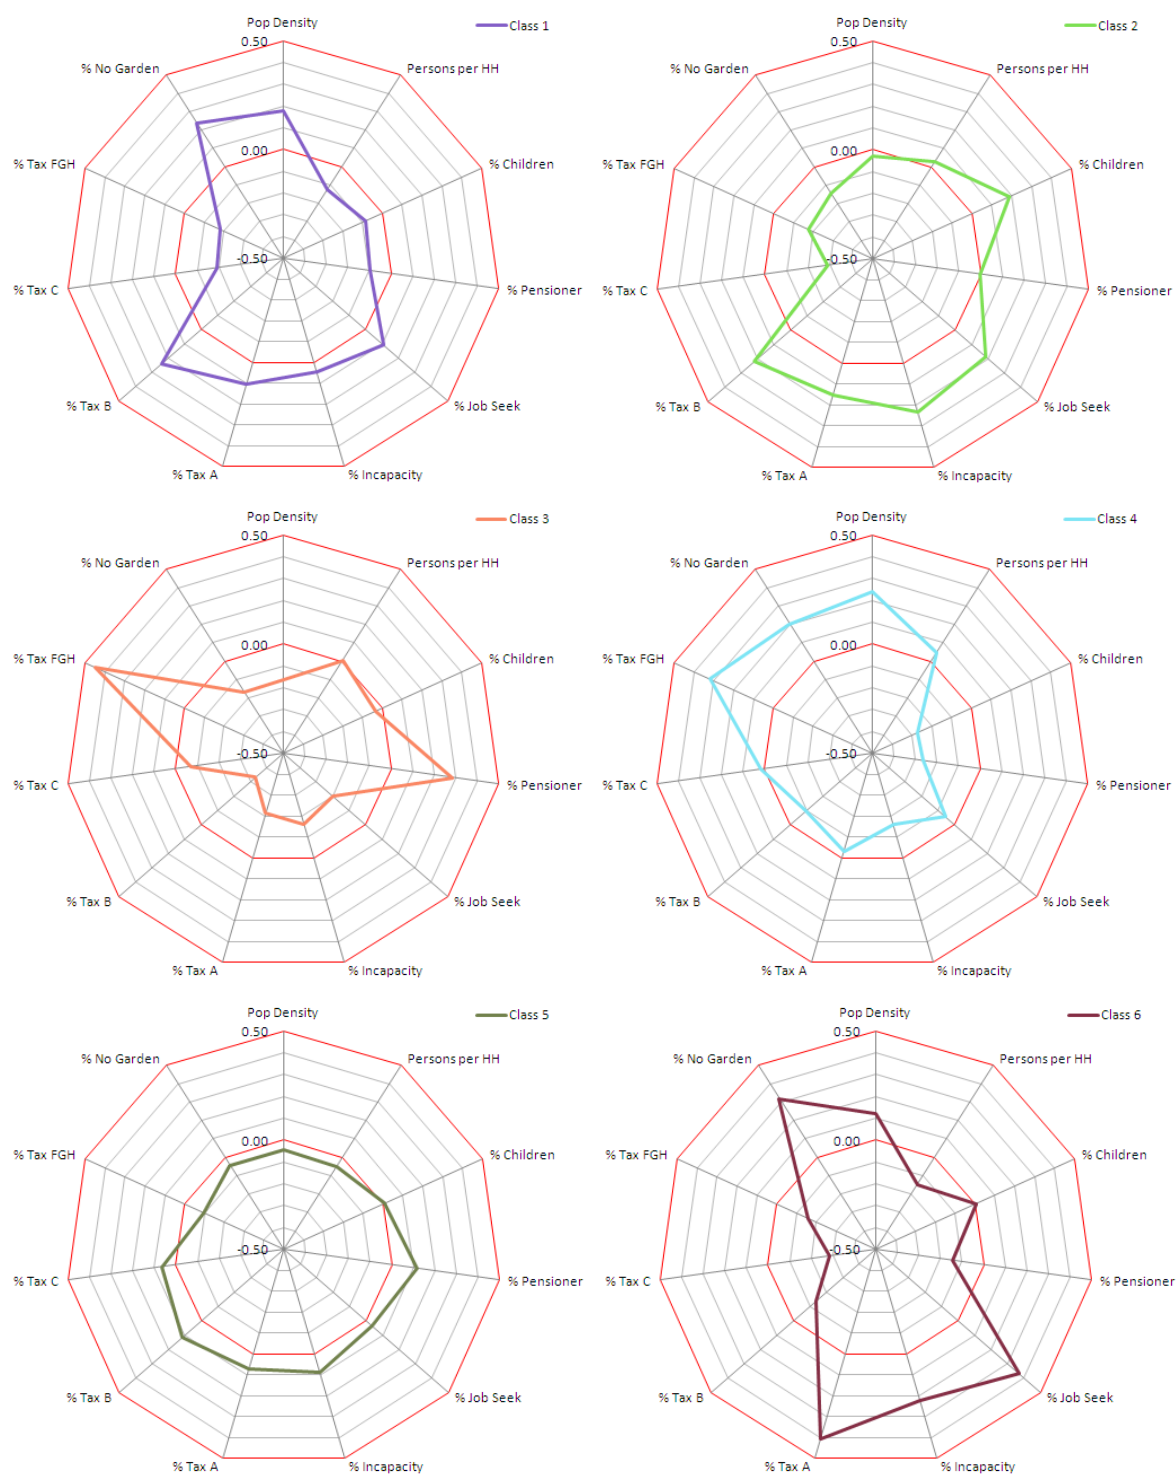 Pop Density
Class 1
0.50
% No Garden
Persons per HH
% Tax FGH
0.00
% Children
-0.50
% Tax C
% Pensioner
% Tax B
% Job Seek
% Tax A
% Incapacity
Pop Density
Class 2
0.50
% No Garden
Persons per HH
% Tax FGH
0.00
% Children
-0.50
% Tax C
% Pensioner
% Tax B
% Job Seek
% Tax A
% Incapacity
Pop Density
Class 3
0.50
% No Garden
Persons per HH
% Tax FGH
0.00
% Children
-0.50
% Tax C
% Pensioner
% Tax B
% Job Seek
% Tax A
% Incapacity
Pop Density
Class 4
0.50
% No Garden
Persons per HH
% Tax FGH
0.00
% Children
-0.50
% Tax C
% Pensioner
% Tax B
% Job Seek
% Tax A
% Incapacity
Pop Density
Class 5
0.50
% No Garden
Persons per HH
% Tax FGH
0.00
% Children
-0.50
% Tax C
% Pensioner
% Tax B
% Job Seek
% Tax A
% Incapacity
Pop Density
Class 6
0.50
% No Garden
Persons per HH
% Tax FGH
0.00
% Children
-0.50
% Tax C
% Pensioner
% Tax B
% Job Seek
% Tax A
% Incapacity